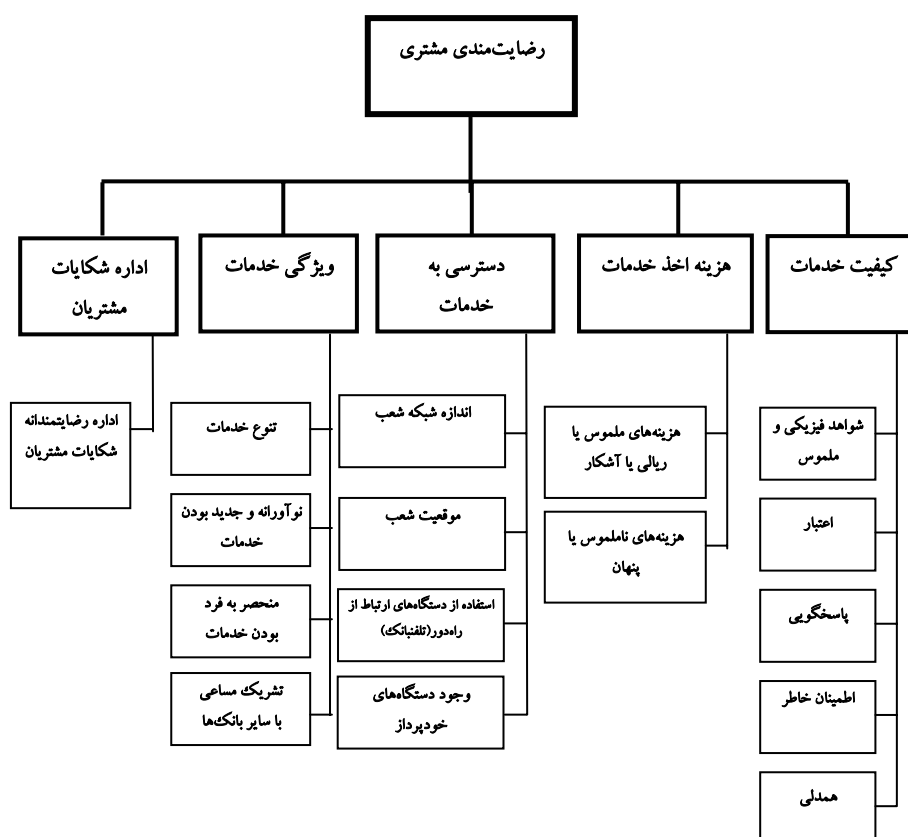 رضایت‌مندی مشتری
کیفیت خدمات
هزینه اخذ خدمات
دسترسی به
خدمات
ویژگی خدمات
اداره شکایات
مشتریان
شواهد فیزیکی و
ملموس
اعتبار
پاسخگویی
اطمینان خاطر
همدلی
هزینه‌های ملموس یا
ریالی یا آشکار
هزینه‌های ناملموس یا
پنهان
اندازه شبکه شعب
موقعیت شعب
استفاده از دستگاه‌های ارتباط از
راه‌دور(تلفنبانک)
وجود دستگاه‌های
خودپرداز
تنوع خدمات
نوآورانه و جدید بودن
خدمات
منحصر به فرد
بودن خدمات
تشریک مساعی
با سایر بانک‌ها
اداره رضایتمندانه
شکایات مشتریان